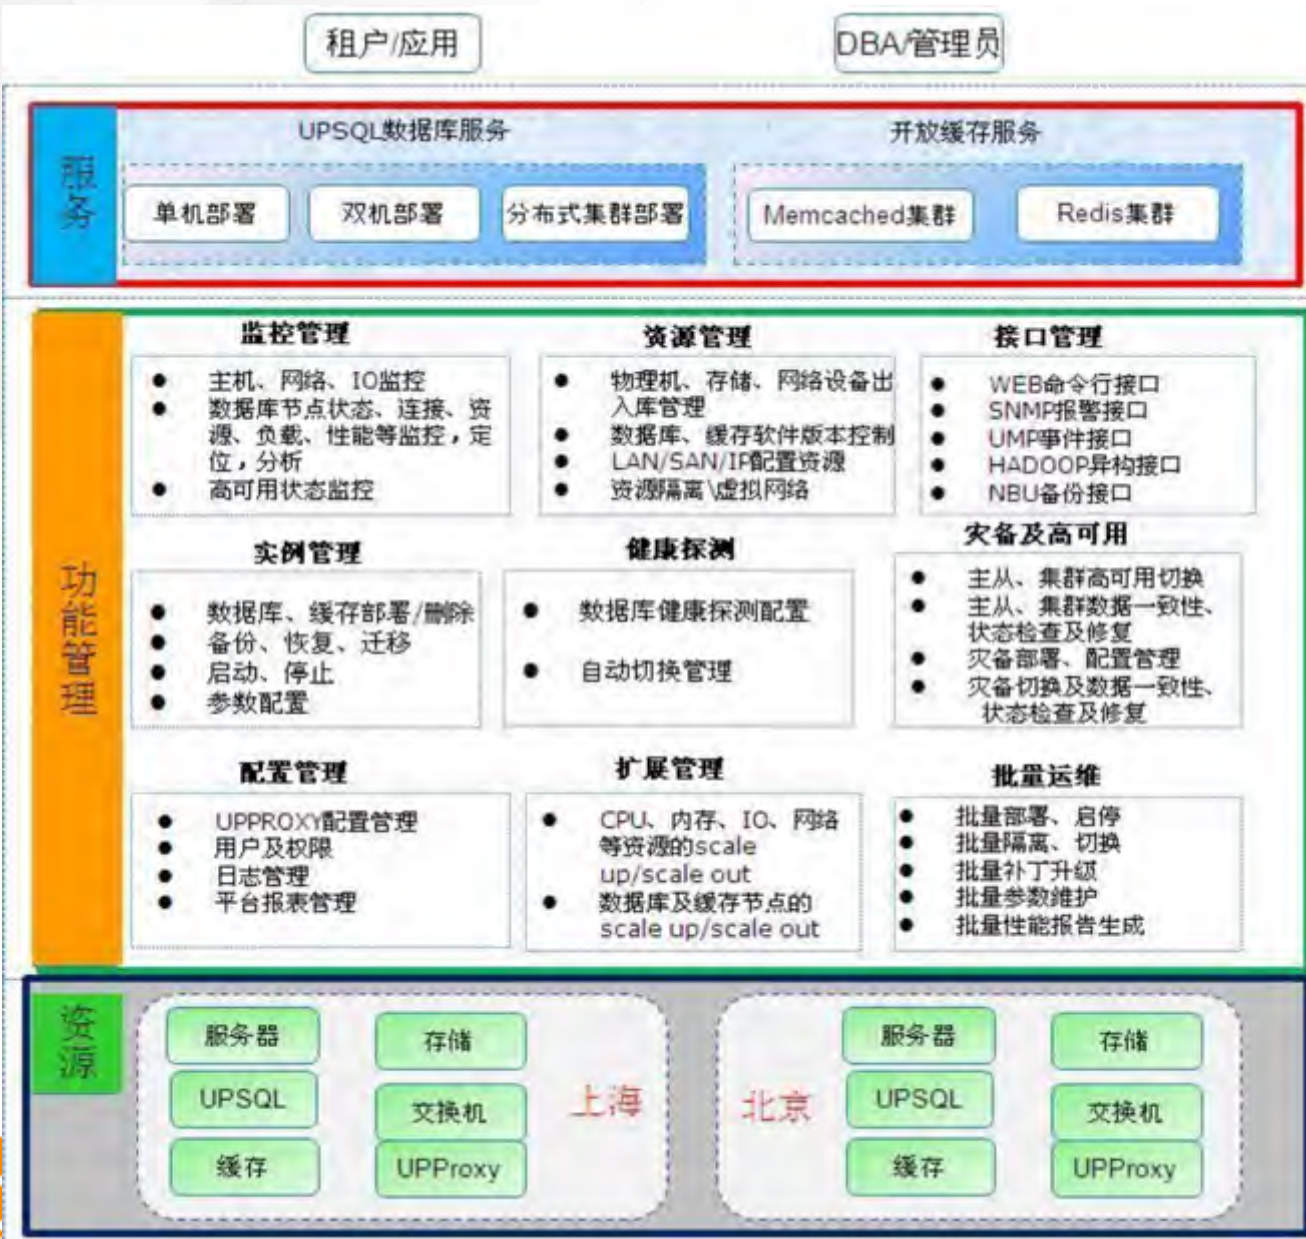 租户/应用
DBA/管理员
服务
UPSQL数据库服务
单机部署
双机部署
分布式集群部署
开放缓存服务
Memcached集群
Redis集群
功能管理
监控管理
主机、网络、IO监控
数据库节点状态、连接、资
源、负载、性能等监控，定
位，分析
高可用状态监控
资源管理
物理机、存储、网络设备出
入库管理
数据库、缓存软件版本控制
LAN/SAN/IP配置资源
资源隔离\虚拟网络
接口管理
WEB命令行接口
SNMP报警接口
UMP事件接口
HADOOP异构接口
NBU备份接口
实例管理
数据库、缓存部署/删除
备份、恢复、迁移
启动、停止
参数配置
健康探测
数据库健康探测配置
自动切换管理
灾备及高可用
主从、集群高可用切换
主从、集群数据一致性、
状态检查及修复
灾备部署、配置管理
灾备切换及数据一致性、
状态检查及修复
配置管理
UPPROXY配置管理
用户及权限
日志管理
平台报表管理
扩展管理
CPU、内存、IO、网络
等资源的scale
up/scale out
数据库及缓存节点的
scale up/scale out
批量运维
批量部署、启停
批量隔离、切换
批量补丁升级
批量参数维护
批量性能报告生成
资源
服务器
存储
UPSQL
交换机
缓存
UPProxy
上海
北京
服务器
存储
UPSQL
交换机
缓存
UPProxy